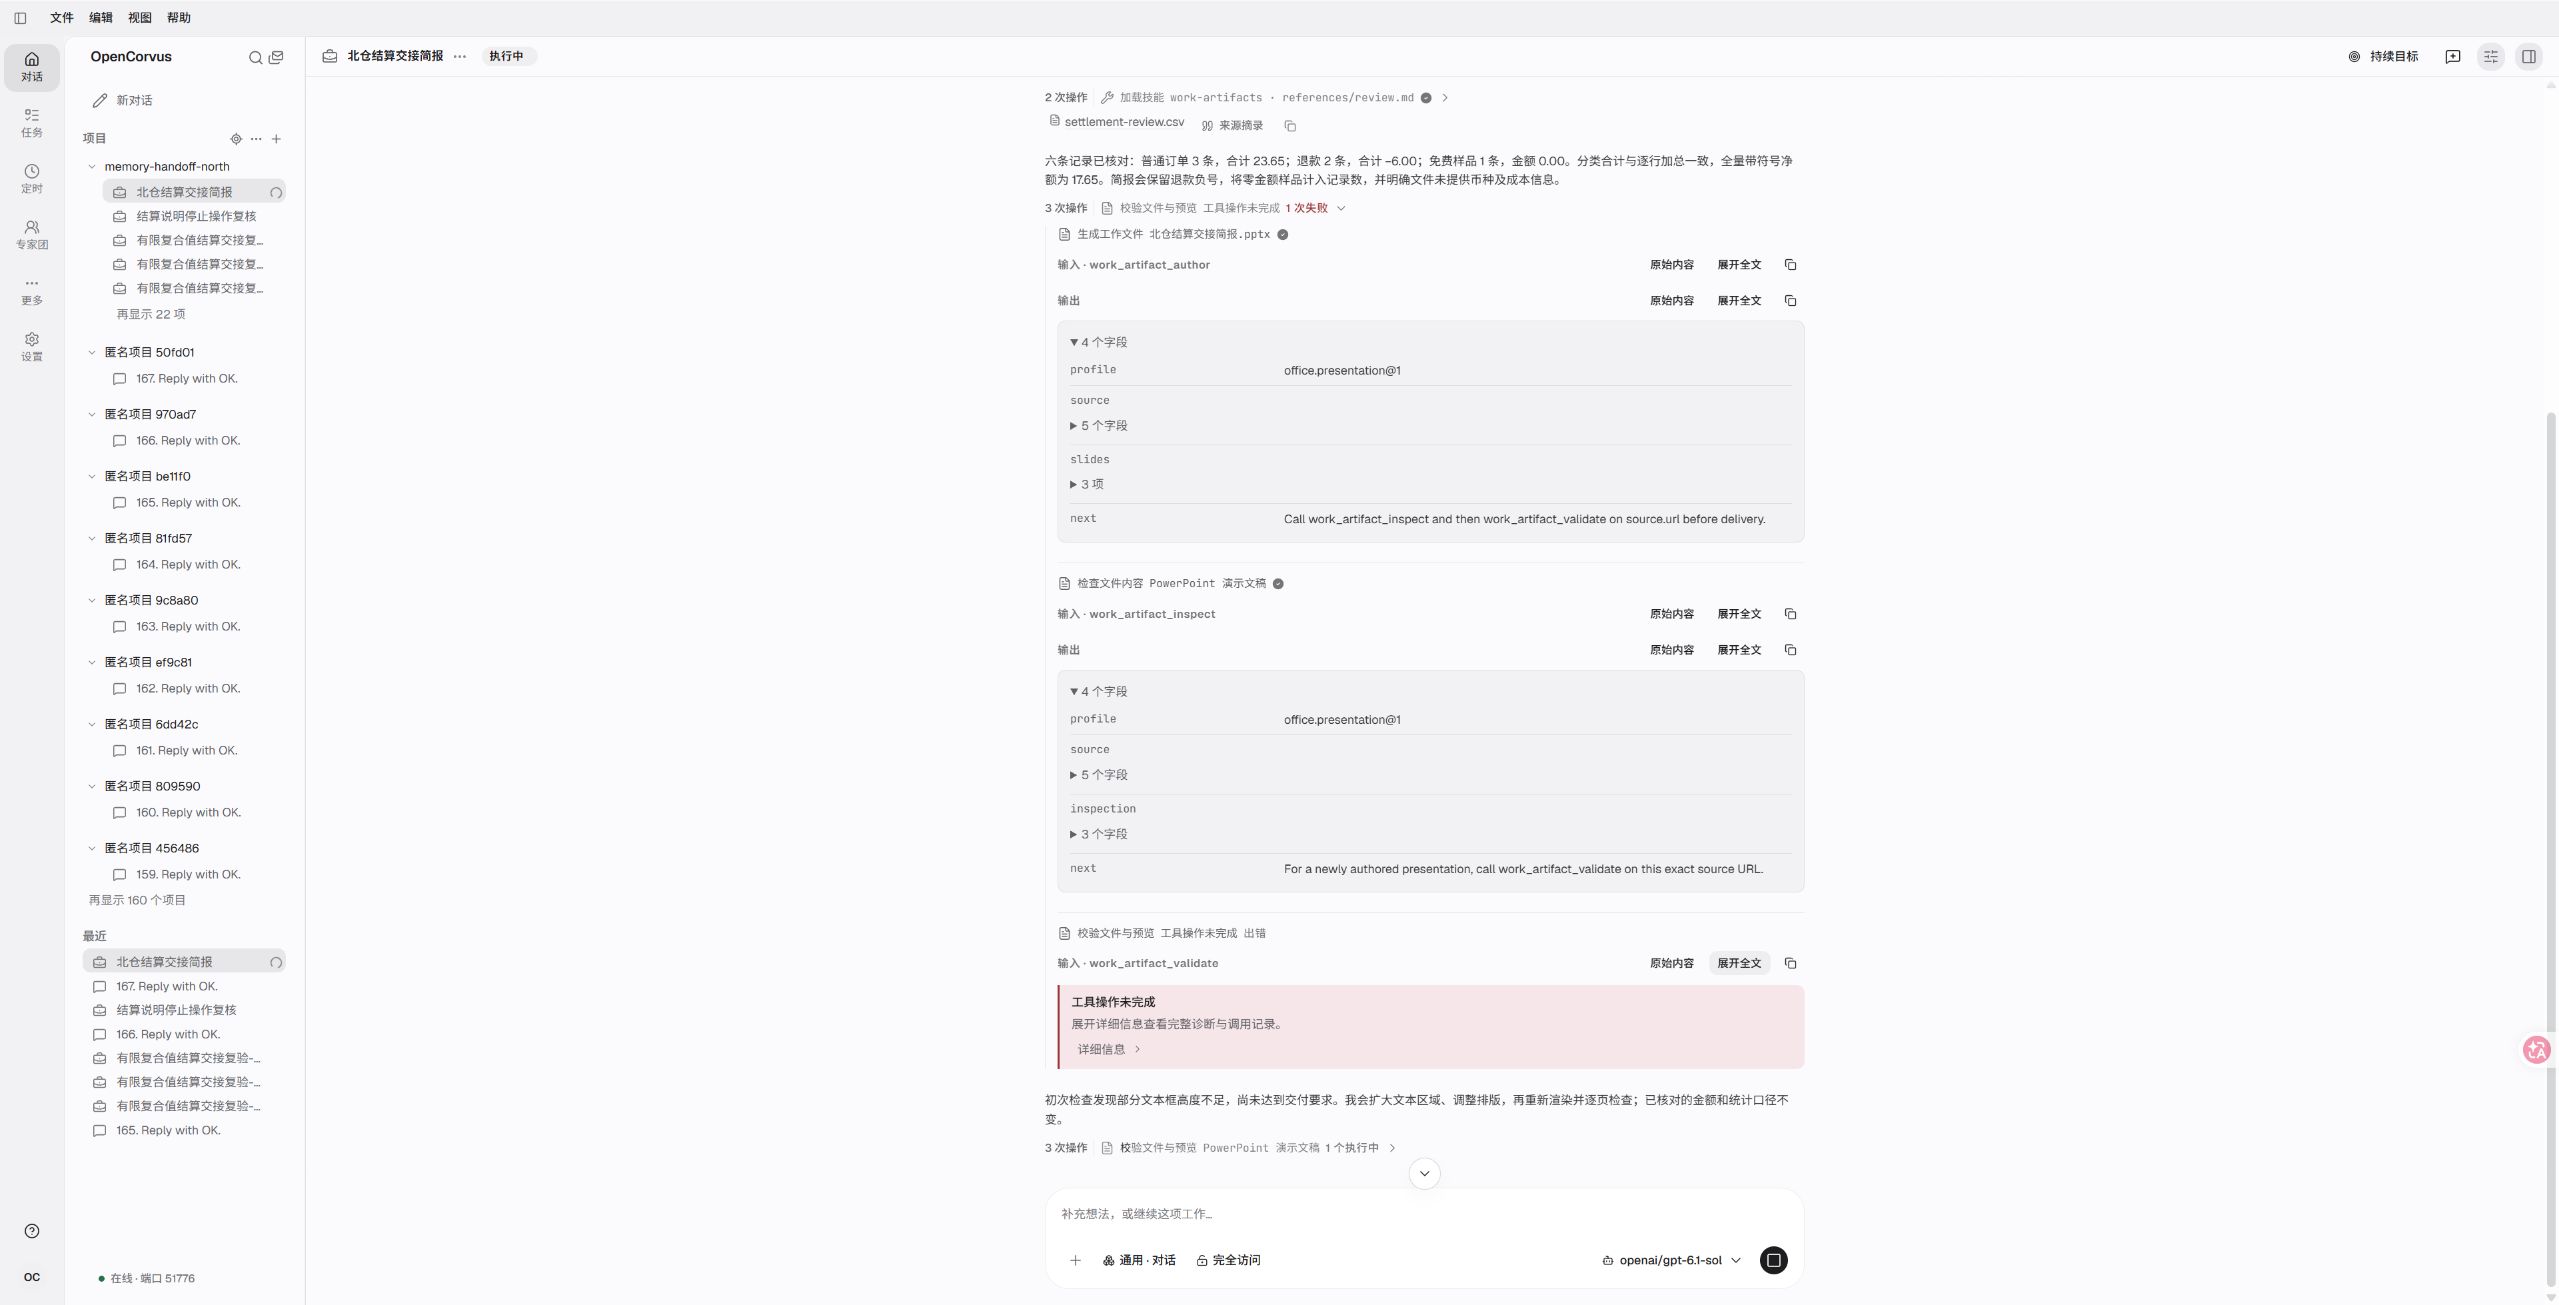 文件 编辑 视图 帮助
对话
任务
定时
专家团
更多
设置
OC
OpenCorvus
新对话
项目
memory-handoff-north
北仓结算交接简报
结算说明停止操作复核
有限复合值结算交接复...
有限复合值结算交接复...
有限复合值结算交接复...
再显示 22 项
匿名项目 50fd01
167. Reply with OK.
匿名项目 970ad7
166. Reply with OK.
匿名项目 be11f0
165. Reply with OK.
匿名项目 81fd57
164. Reply with OK.
匿名项目 9c8a80
163. Reply with OK.
匿名项目 ef9c81
162. Reply with OK.
匿名项目 6dd42c
161. Reply with OK.
匿名项目 809590
160. Reply with OK.
匿名项目 456486
159. Reply with OK.
再显示 160 个项目
最近
北仓结算交接简报
167. Reply with OK.
结算说明停止操作复核
166. Reply with OK.
有限复合值结算交接复验-...
有限复合值结算交接复验-...
有限复合值结算交接复验-...
165. Reply with OK.
在线 · 端口 51776
北仓结算交接简报 ··· 执行中
持续目标
2 次操作 加载技能 work-artifacts · references/review.md
settlement-review.csv 来源摘录
六条记录已核对：普通订单 3 条，合计 23.65；退款 2 条，合计 −6.00；免费样品 1 条，金额 0.00。分类合计与逐行加总一致，全量带符号净
额为 17.65。简报会保留退款负号，将零金额样品计入记录数，并明确文件未提供币种及成本信息。
3 次操作 校验文件与预览 工具操作未完成 1 次失败
生成工作文件 北仓结算交接简报.pptx
输入 · work_artifact_author 原始内容 展开全文
输出 原始内容 展开全文
▼ 4 个字段
profile office.presentation@1
source
▶ 5 个字段
slides
▶ 3 项
next Call work_artifact_inspect and then work_artifact_validate on source.url before delivery.
检查文件内容 PowerPoint 演示文稿
输入 · work_artifact_inspect 原始内容 展开全文
输出 原始内容 展开全文
▼ 4 个字段
profile office.presentation@1
source
▶ 5 个字段
inspection
▶ 3 个字段
next For a newly authored presentation, call work_artifact_validate on this exact source URL.
校验文件与预览 工具操作未完成 出错
输入 · work_artifact_validate 原始内容 展开全文
工具操作未完成
展开详细信息查看完整诊断与调用记录。
详细信息
初次检查发现部分文本框高度不足，尚未达到交付要求。我会扩大文本区域、调整排版，再重新渲染并逐页检查；已核对的金额和统计口径不
变。
3 次操作 校验文件与预览 PowerPoint 演示文稿 1 个执行中
补充想法，或继续这项工作...
通用 · 对话 完全访问 openai/gpt-6.1-sol